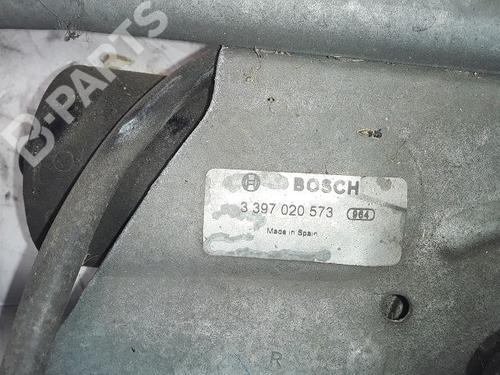 B-PARTS
BOSCH
3 397 020 573 964
Made in Spain
R